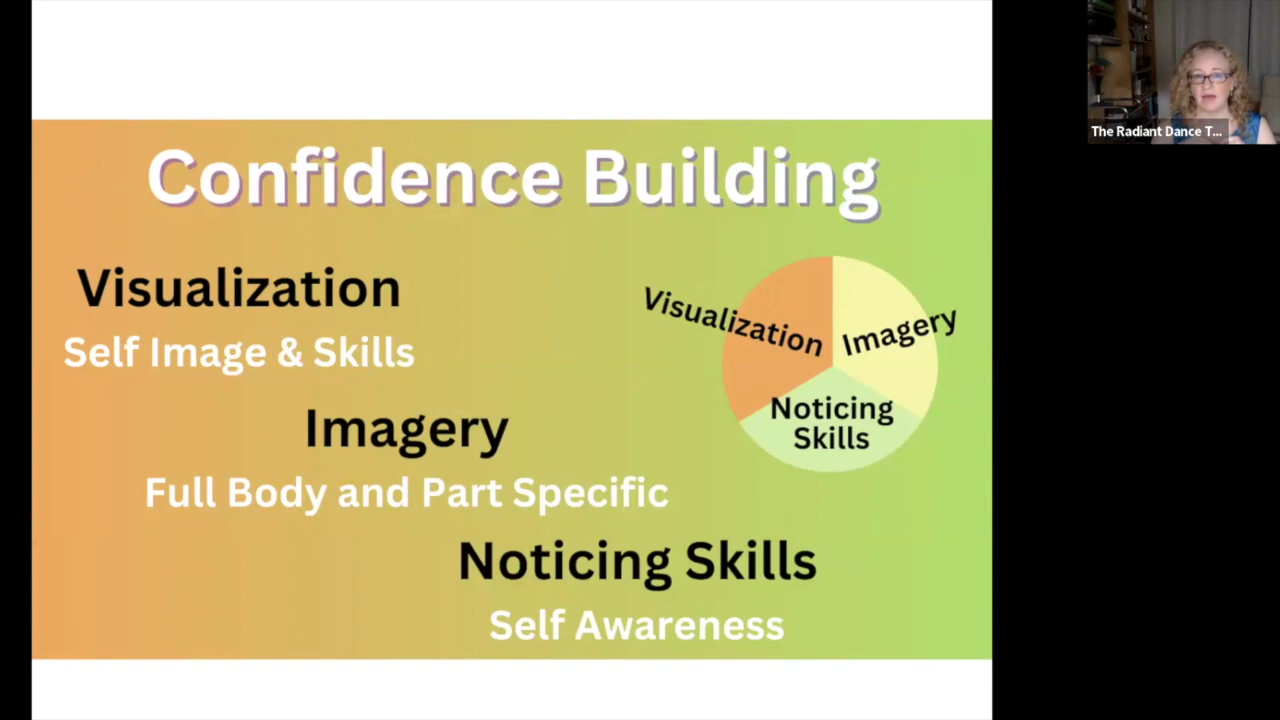 Confidence Building
Visualization
Self Image & Skills
Imagery
Full Body and Part Specific
Noticing Skills
Self Awareness
Visualization
Imagery
Noticing
Skills
The Radiant Dance T...